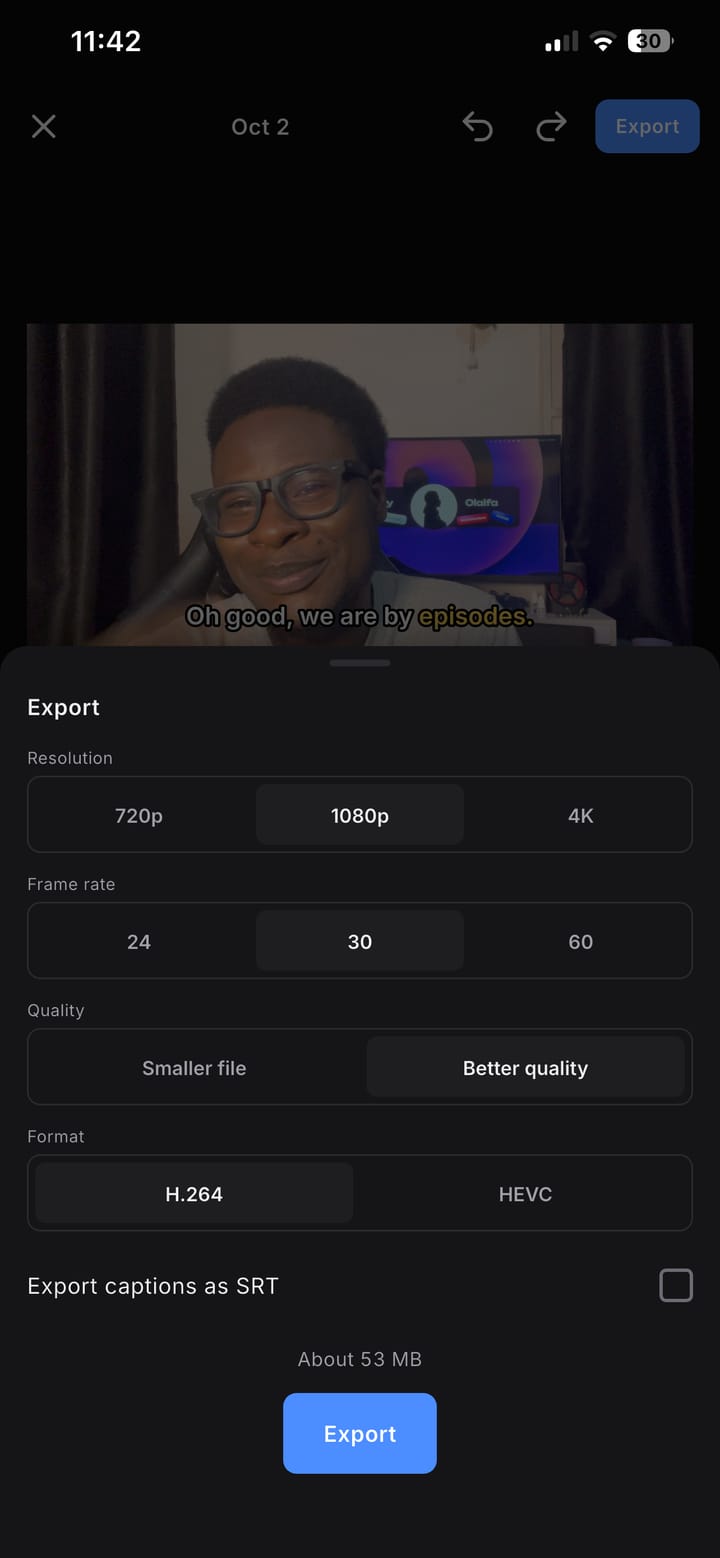 11:42
30
Oct 2
Export
Olaifa
Oh good, we are by episodes.
Export
Resolution
720p 1080p 4K
Frame rate
24 30 60
Quality
Smaller file Better quality
Format
H.264 HEVC
Export captions as SRT
About 53 MB
Export